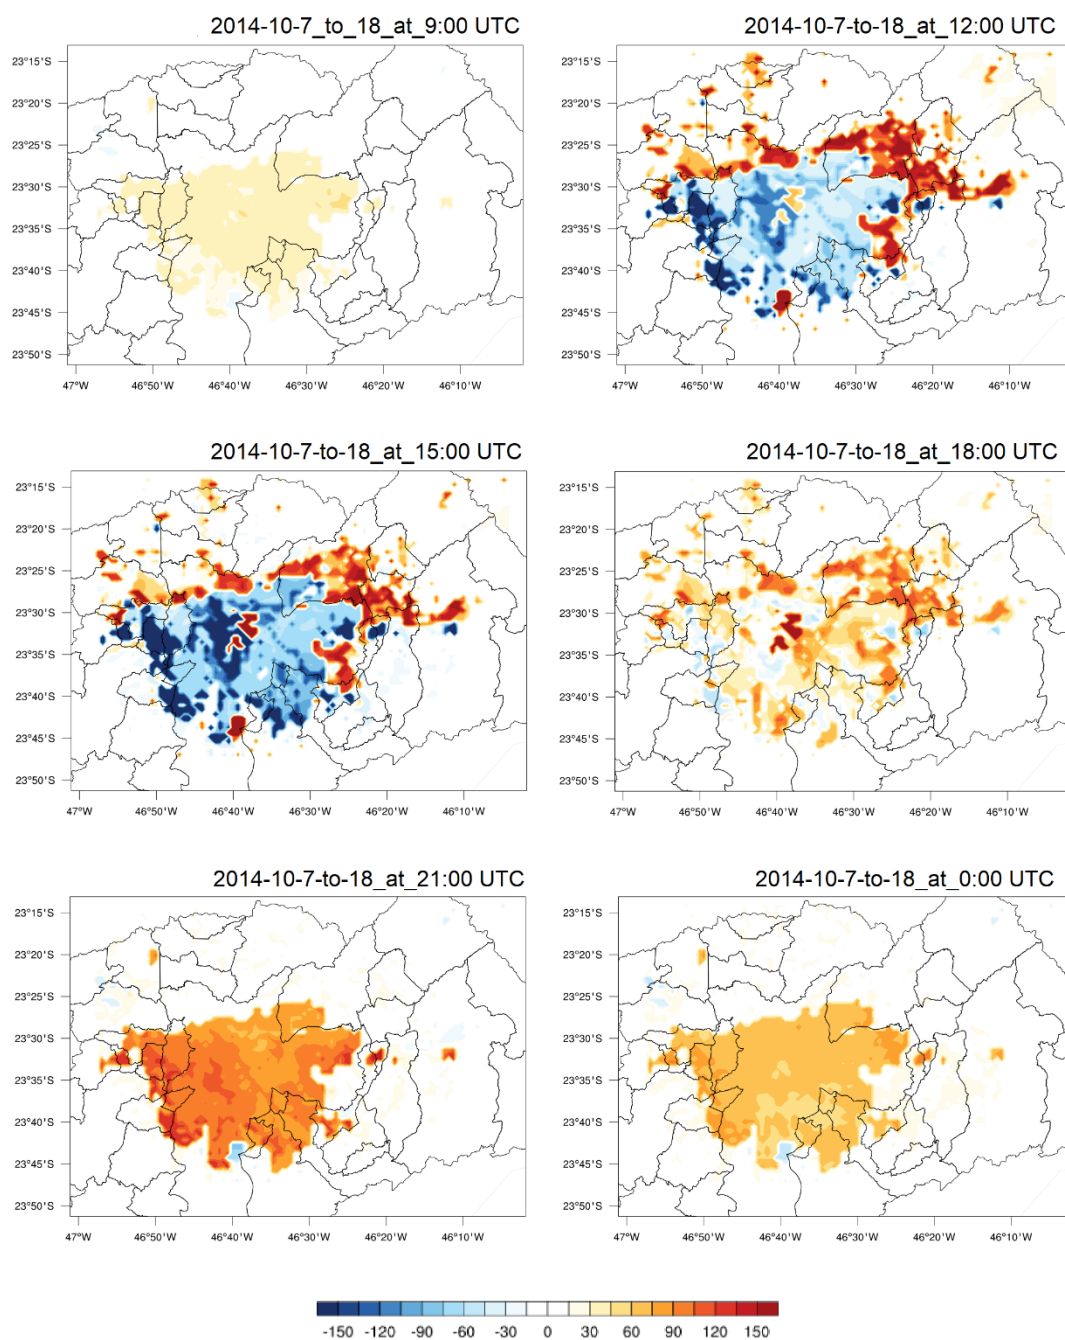 2014-10-7_to_18_at_9:00 UTC
2014-10-7-to-18_at_12:00 UTC
23°15'S
23°20'S
23°25'S
23°30'S
23°35'S
23°40'S
23°45'S
23°50'S
47°W 46°50'W 46°40'W 46°30'W 46°20'W 46°10'W
23°15'S
23°20'S
23°25'S
23°30'S
23°35'S
23°40'S
23°45'S
23°50'S
47°W 46°50'W 46°40'W 46°30'W 46°20'W 46°10'W
2014-10-7-to-18_at_15:00 UTC
2014-10-7-to-18_at_18:00 UTC
23°15'S
23°20'S
23°25'S
23°30'S
23°35'S
23°40'S
23°45'S
23°50'S
47°W 46°50'W 46°40'W 46°30'W 46°20'W 46°10'W
23°15'S
23°20'S
23°25'S
23°30'S
23°35'S
23°40'S
23°45'S
23°50'S
47°W 46°50'W 46°40'W 46°30'W 46°20'W 46°10'W
2014-10-7-to-18_at_21:00 UTC
2014-10-7-to-18_at_0:00 UTC
23°15'S
23°20'S
23°25'S
23°30'S
23°35'S
23°40'S
23°45'S
23°50'S
47°W 46°50'W 46°40'W 46°30'W 46°20'W 46°10'W
23°15'S
23°20'S
23°25'S
23°30'S
23°35'S
23°40'S
23°45'S
23°50'S
47°W 46°50'W 46°40'W 46°30'W 46°20'W 46°10'W
-150 -120 -90 -60 -30 0 30 60 90 120 150